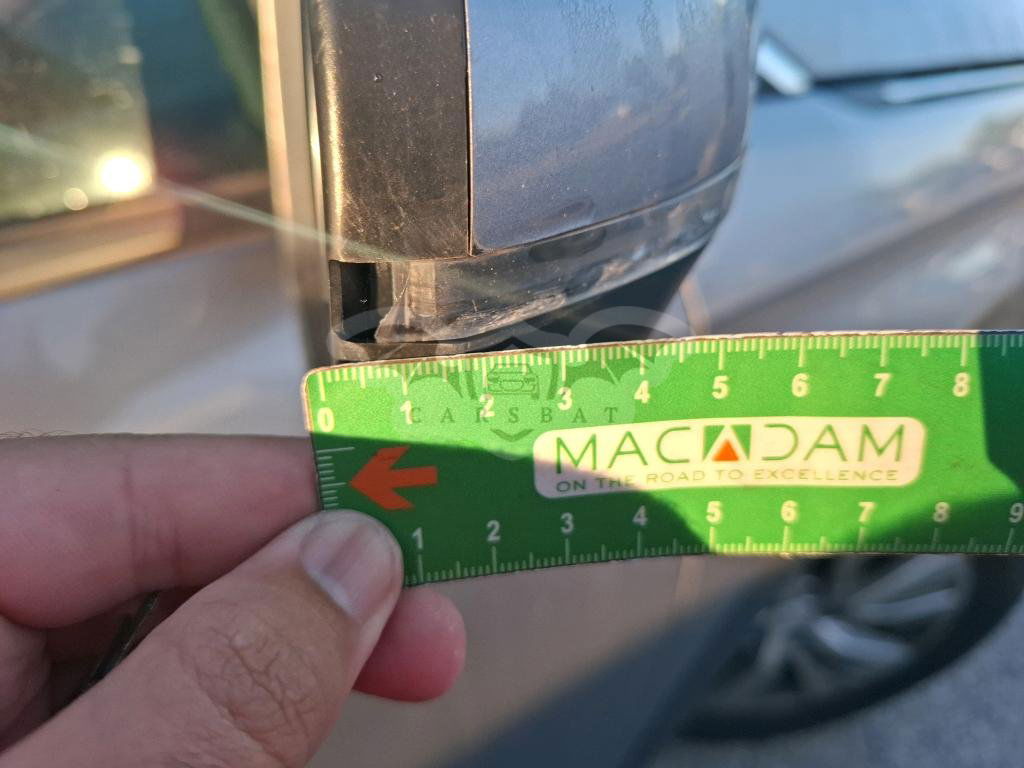 0 1 2 3 4 5 6 7 8
CARSBAT
MACADAM
ON THE ROAD TO EXCELLENCE
1 2 3 4 5 6 7 8 9